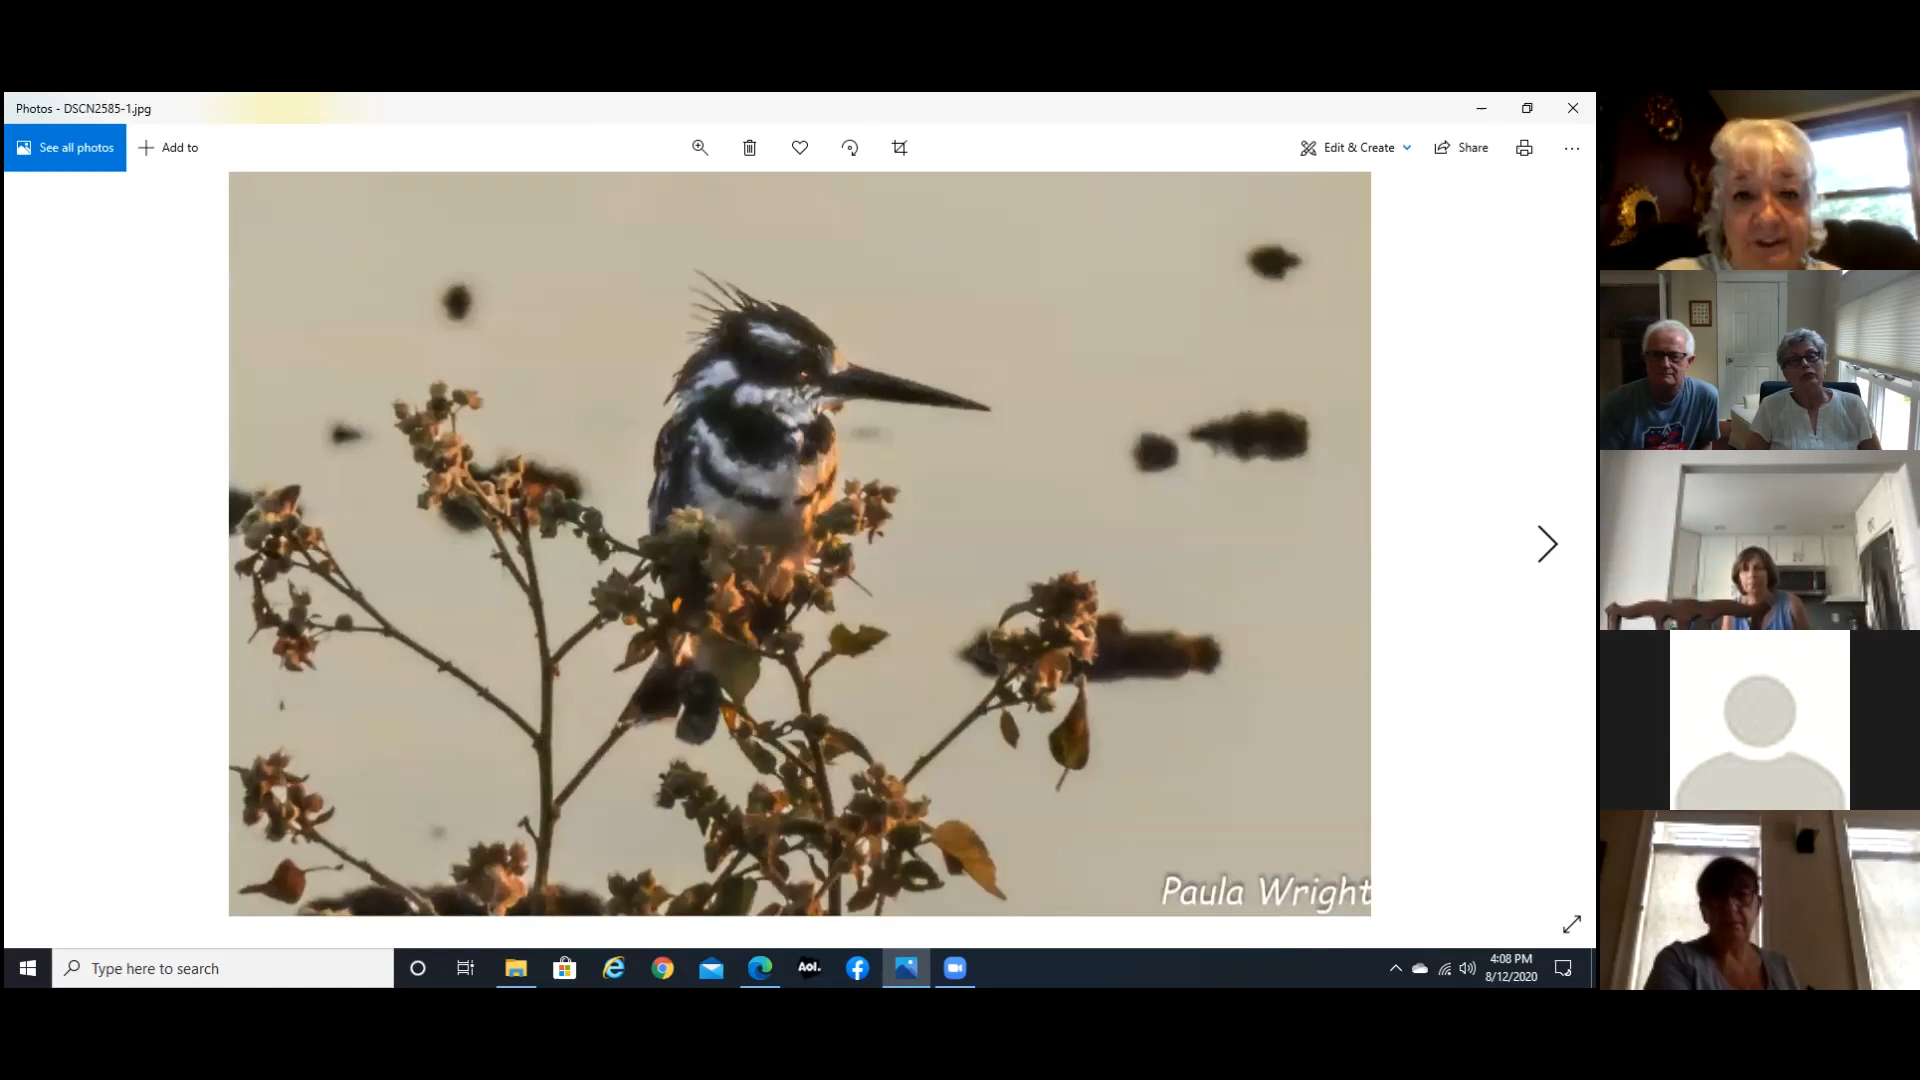 Photos - DSCN2585-1.jpg
See all photos
Add to
Edit & Create
Share
Paula Wright
Type here to search
Aol.
4:08 PM
8/12/2020